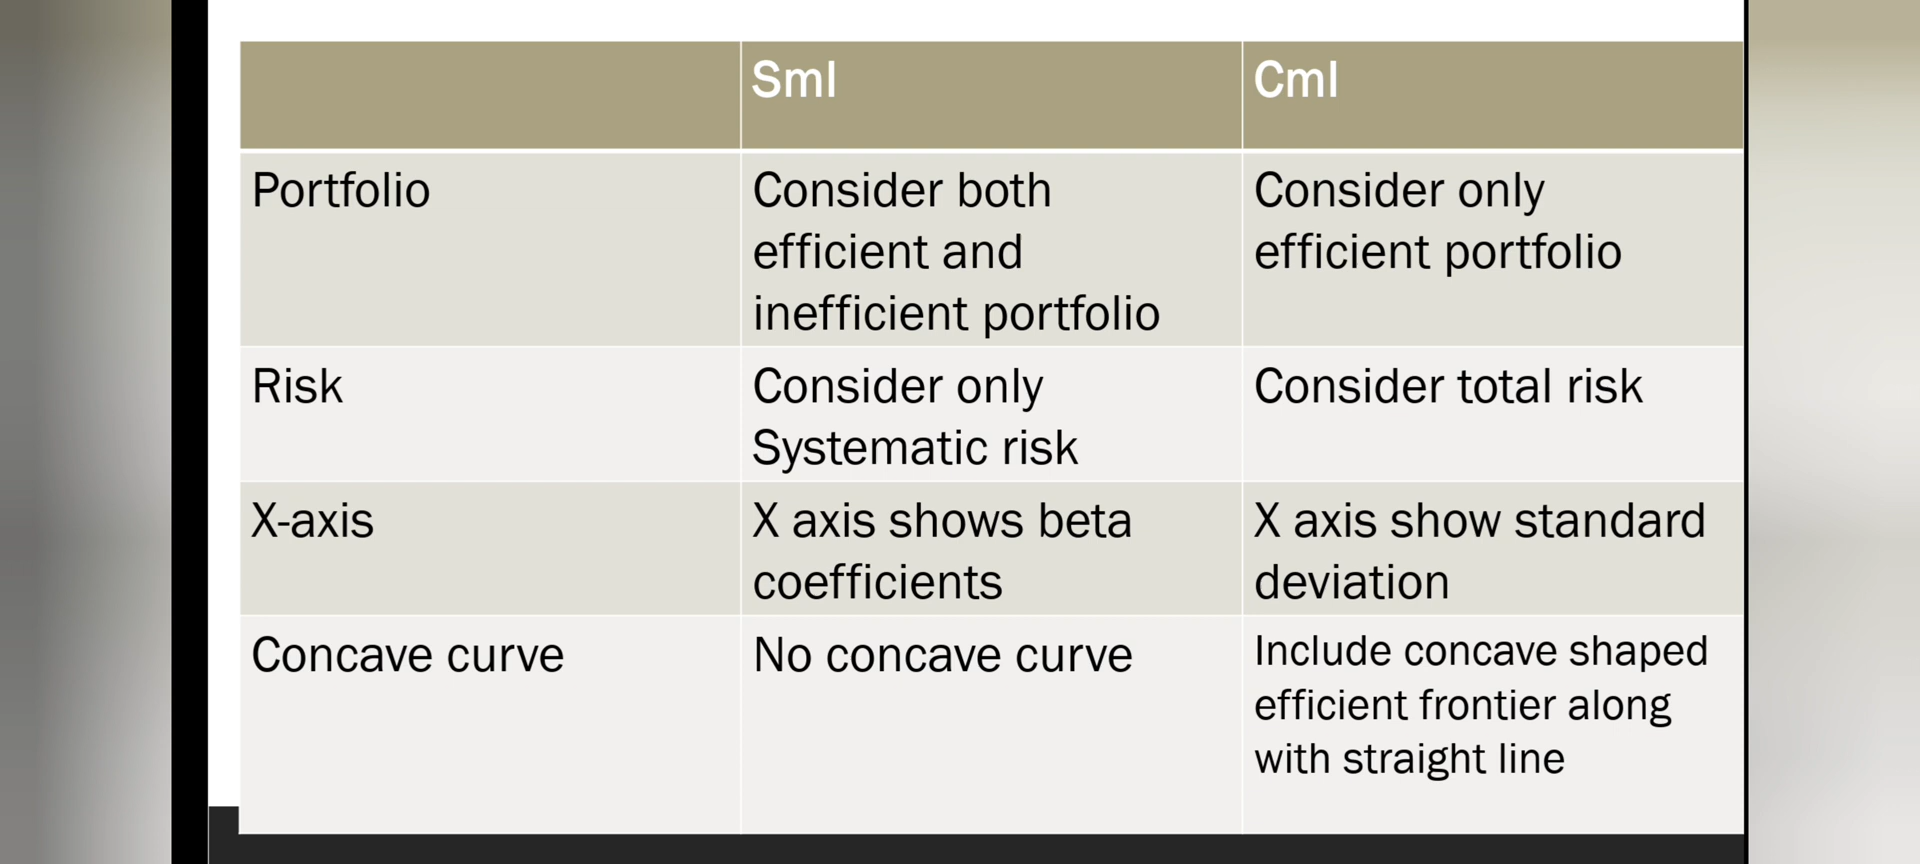 Sml
Cml
Portfolio
Consider both
efficient and
inefficient portfolio
Consider only
efficient portfolio
Risk
Consider only
Systematic risk
Consider total risk
X-axis
X axis shows beta
coefficients
X axis show standard
deviation
Concave curve
No concave curve
Include concave shaped
efficient frontier along
with straight line